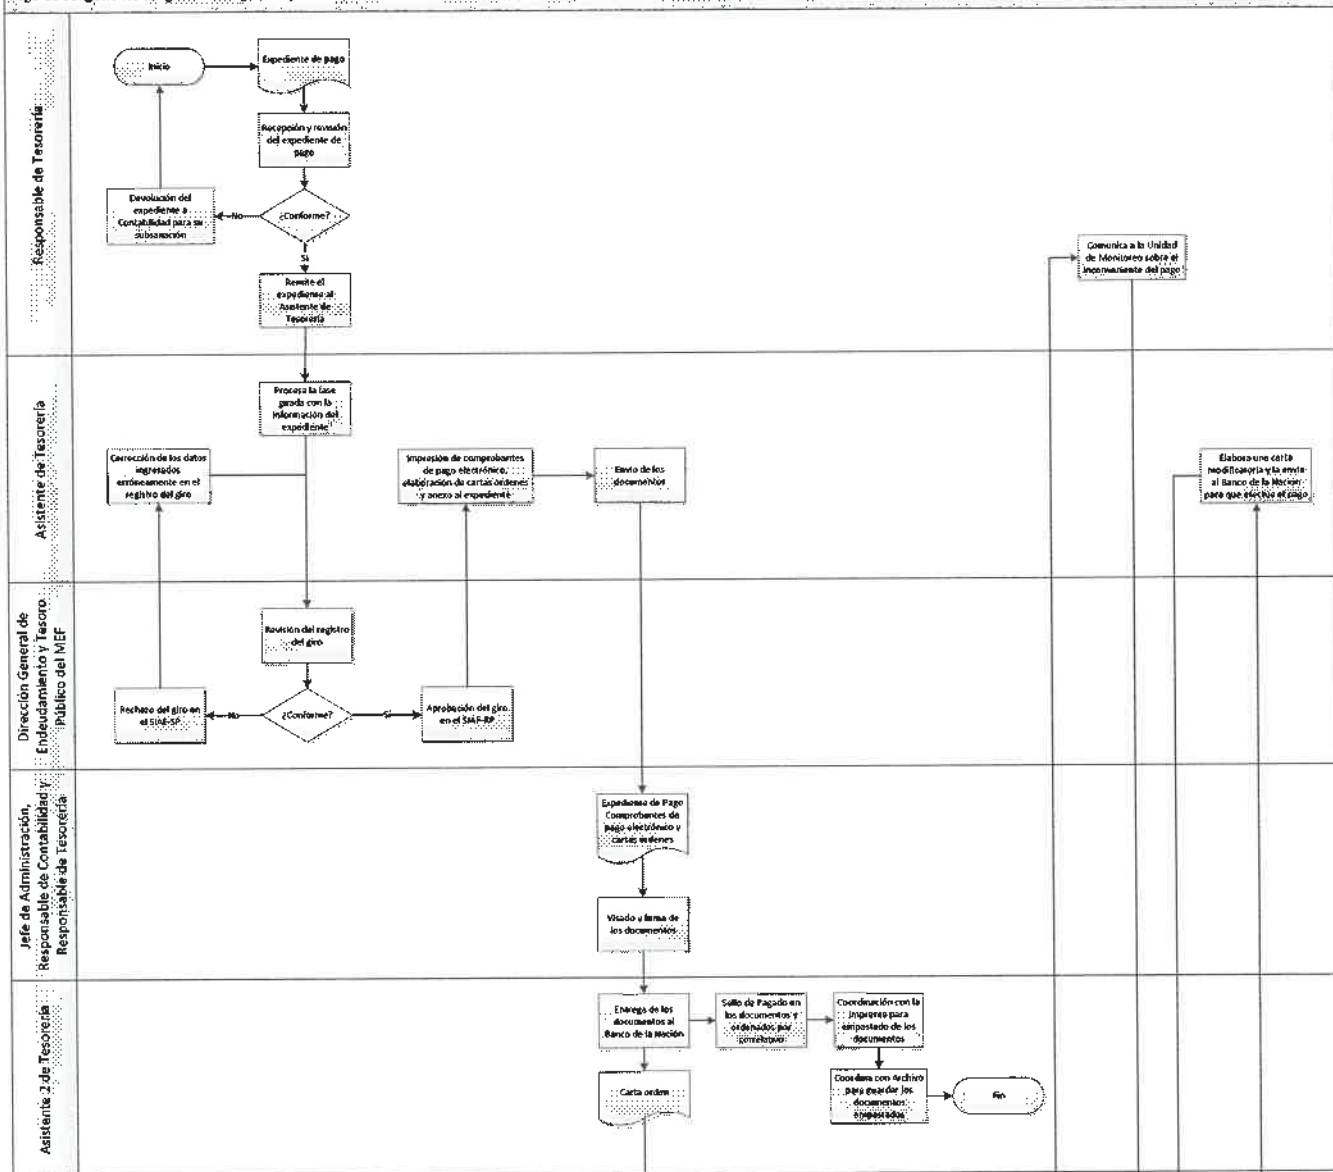 Responsable de Tesorería
Inicio
Expediente de pago
Recepción y revisión
del expediente de
pago
¿Conforme?
No
Devolución del
expediente a
Contabilidad para su
subsanación
Si
Remite el
expediente al
Asistente de
Tesorería
Comunica a la Unidad
de Monitoreo sobre el
inconveniente del pago
Asistente de Tesorería
Procesa la fase
girada con la
información del
expediente
Corrección de los datos
ingresados
erróneamente en el
registro del giro
Impresión de comprobantes
de pago electrónico,
elaboración de cartas órdenes
y anexo al expediente
Envío de los
documentos
Elabora una carta
modificatoria y la envía
al Banco de la Nación
para que efectúe el pago
Dirección General de
Endeudamiento y Tesoro
Público del MEF
Revisión del registro
del giro
¿Conforme?
No
Rechazo del giro en
el SIAF-SP
Si
Aprobación del giro
en el SIAF-RP
Jefe de Administración,
Responsable de Contabilidad y
Responsable de Tesorería
Expediente de Pago
Comprobantes de
pago electrónico y
cartas ordenes
Visado y firma de
los documentos
Asistente 2 de Tesorería
Entrega de los
documentos al
Banco de la Nación
Sello de Pagado en
los documentos y
ordenados por
correlativo
Coordinación con la
imprenta para
empastado de los
documentos
Carta orden
Coordina con Archivo
para guardar los
documentos
empastados
Fin